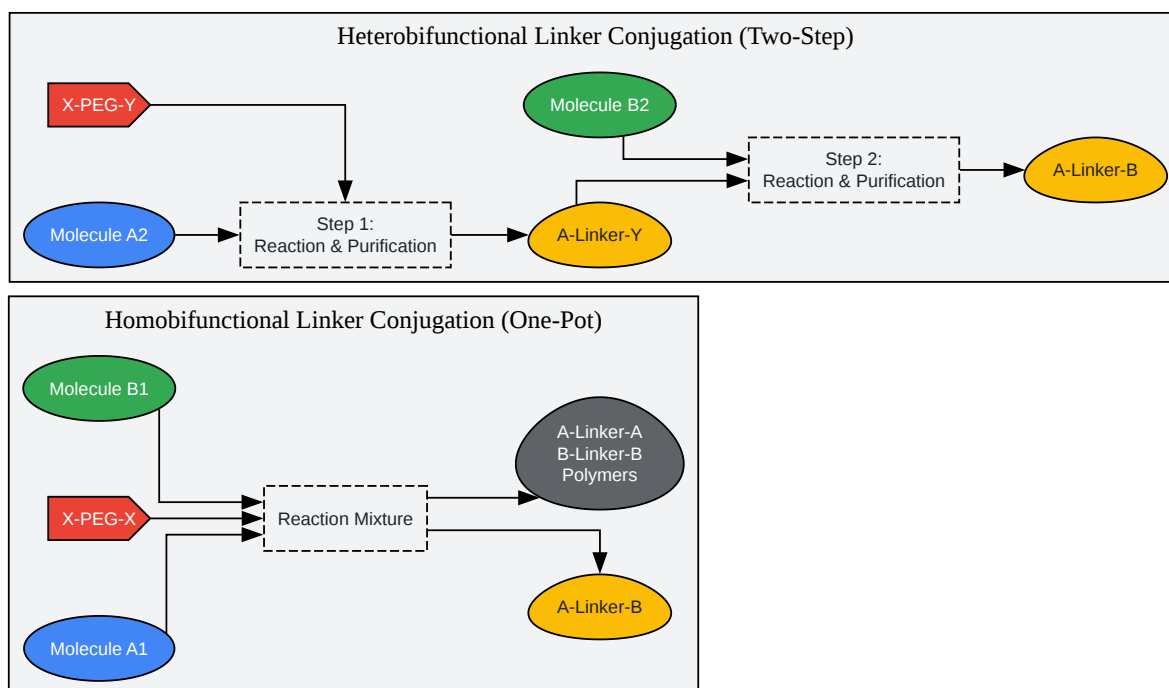 Heterobifunctional Linker Conjugation (Two-Step)
X-PEG-Y
Molecule B2
Step 2:
Reaction & Purification
A-Linker-B
Molecule A2
Step 1:
Reaction & Purification
A-Linker-Y
Homobifunctional Linker Conjugation (One-Pot)
Molecule B1
A-Linker-A
B-Linker-B
Polymers
X-PEG-X
Reaction Mixture
A-Linker-B
Molecule A1